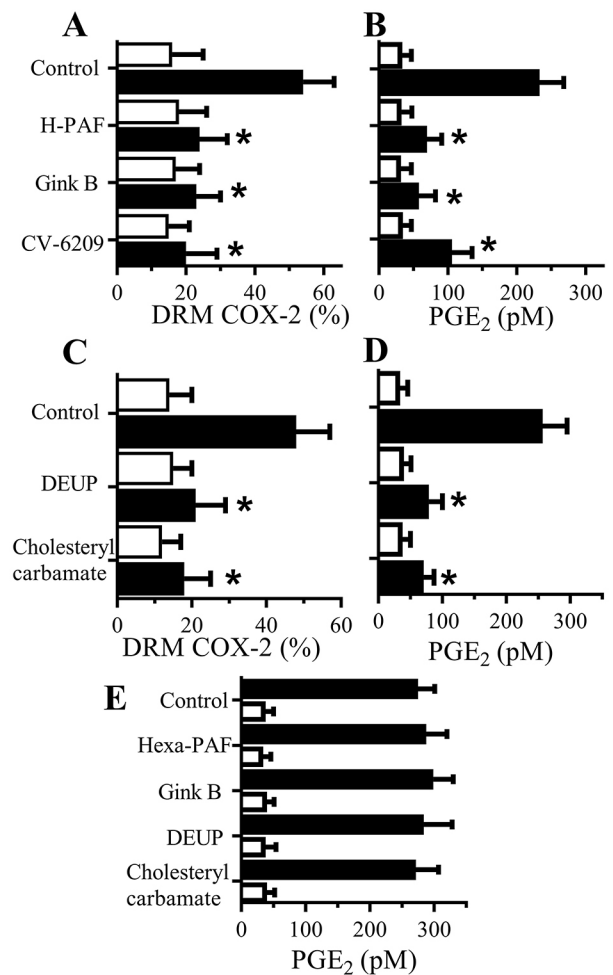 A
B
Control
H-PAF
*
*
Gink B
*
*
CV-6209
*
*
0 20 40 60
0 100 200 300
DRM COX-2 (%)
PGE₂ (pM)
C
D
Control
DEUP
*
*
Cholesteryl
carbamate
*
*
0 20 40 60
0 100 200 300
DRM COX-2 (%)
PGE₂ (pM)
E
Control
Hexa-PAF
Gink B
DEUP
Cholesteryl
carbamate
0 100 200 300
PGE₂ (pM)